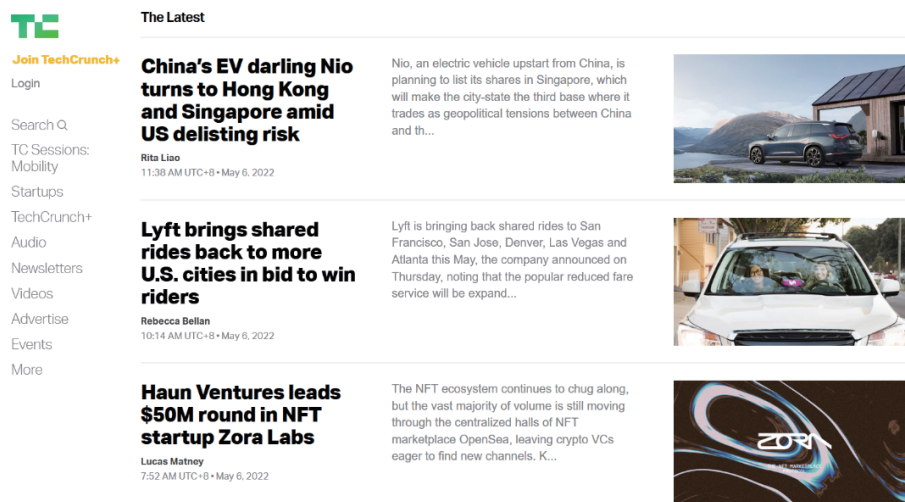 TC
Join TechCrunch+
Login
Search
TC Sessions:
Mobility
Startups
TechCrunch+
Audio
Newsletters
Videos
Advertise
Events
More
The Latest
China’s EV darling Nio
turns to Hong Kong
and Singapore amid
US delisting risk
Rita Liao
11:38 AM UTC+8 • May 6, 2022
Nio, an electric vehicle upstart from China, is
planning to list its shares in Singapore, which
will make the city-state the third base where it
trades as geopolitical tensions between China
and th...
Lyft brings shared
rides back to more
U.S. cities in bid to win
riders
Rebecca Bellan
10:14 AM UTC+8 • May 6, 2022
Lyft is bringing back shared rides to San
Francisco, San Jose, Denver, Las Vegas and
Atlanta this May, the company announced on
Thursday, noting that the popular reduced fare
service will be expand...
Haun Ventures leads
$50M round in NFT
startup Zora Labs
Lucas Matney
7:52 AM UTC+8 • May 6, 2022
The NFT ecosystem continues to chug along,
but the vast majority of volume is still moving
through the centralized halls of NFT
marketplace OpenSea, leaving crypto VCs
eager to find new channels. K...
ZORA